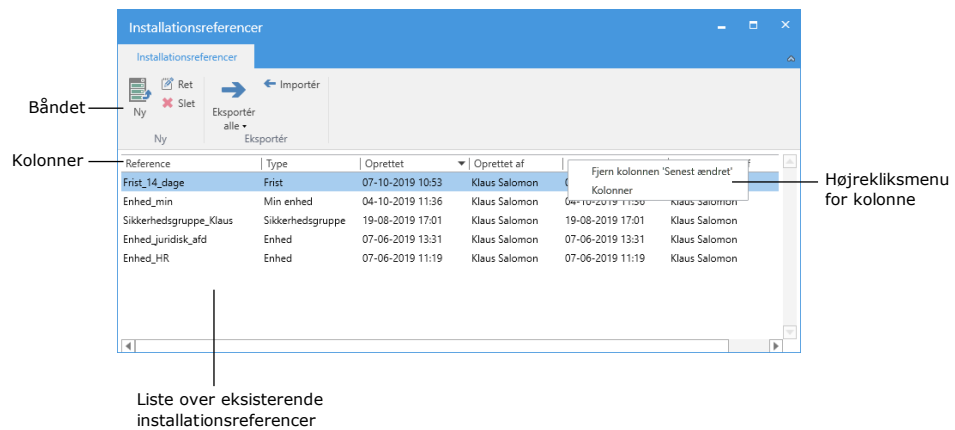 Installationsreferencer
Installationsreferencer
Ret
Importér
Slet
Ny
Eksportér
alle
Ny
Eksportér
Båndet
Kolonner
Reference Type Oprettet Oprettet af
Fjern kolonnen 'Senest ændret'
Kolonner
Højrekliksmenu
for kolonne
Frist_14_dage Frist 07-10-2019 10:53 Klaus Salomon
Enhed_min Min enhed 04-10-2019 11:36 Klaus Salomon 04-10-2019 11:36 Klaus Salomon
Sikkerhedsgruppe_Klaus Sikkerhedsgruppe 19-08-2019 17:01 Klaus Salomon 19-08-2019 17:01 Klaus Salomon
Enhed_juridisk_afd Enhed 07-06-2019 13:31 Klaus Salomon 07-06-2019 13:31 Klaus Salomon
Enhed_HR Enhed 07-06-2019 11:19 Klaus Salomon 07-06-2019 11:19 Klaus Salomon
Liste over eksisterende
installationsreferencer